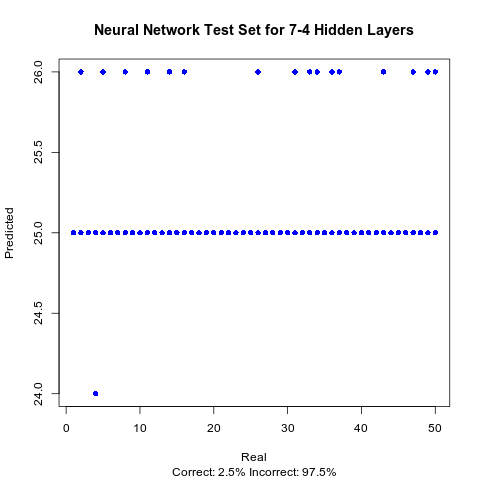 Neural Network Test Set for 7-4 Hidden Layers
26.0
25.5
25.0
24.5
24.0
Predicted
0 10 20 30 40 50
Real
Correct: 2.5% Incorrect: 97.5%